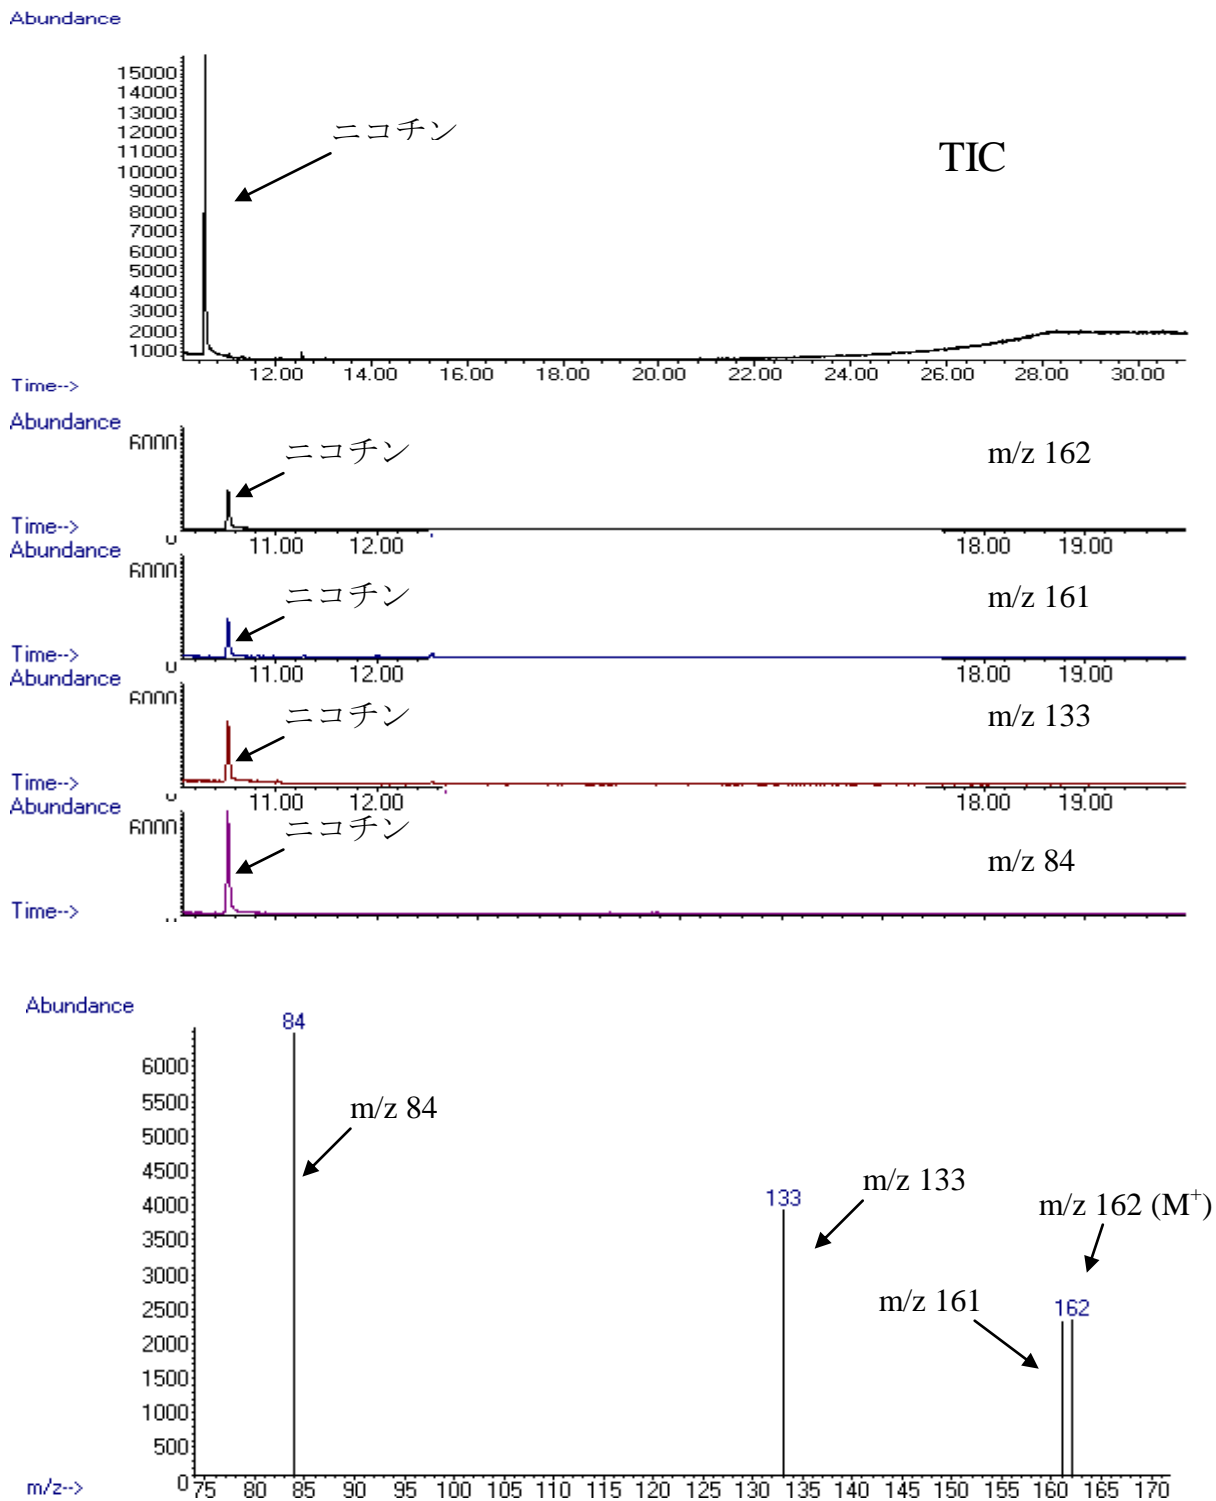 Abundance
15000
14000
13000
12000
11000
10000
9000
8000
7000
6000
5000
4000
3000
2000
1000
ニコチン
TIC
12.00 14.00 16.00 18.00 20.00 22.00 24.00 26.00 28.00 30.00
Time-->
Abundance
6000
ニコチン
m/z 162
Time-->
11.00 12.00 18.00 19.00
Abundance
6000
ニコチン
m/z 161
Time-->
11.00 12.00 18.00 19.00
Abundance
6000
ニコチン
m/z 133
Time-->
11.00 12.00 18.00 19.00
Abundance
6000
ニコチン
m/z 84
Time-->
Abundance
84
6000
5500
5000
4500
4000
3500
3000
2500
2000
1500
1000
500
0
m/z 84
133
m/z 133
m/z 162 (M⁺)
m/z 161
162
75 80 85 90 95 100 105 110 115 120 125 130 135 140 145 150 155 160 165 170
m/z-->